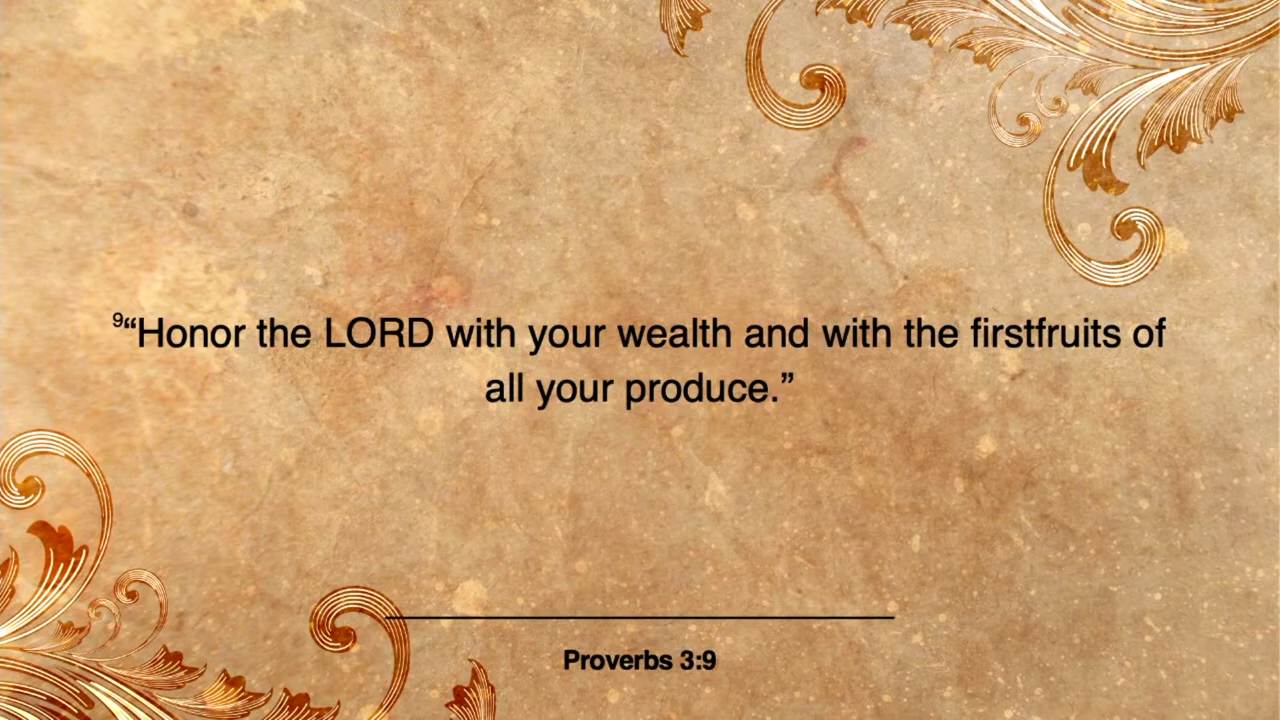 ⁹“Honor the LORD with your wealth and with the firstfruits of
all your produce.”
Proverbs 3:9